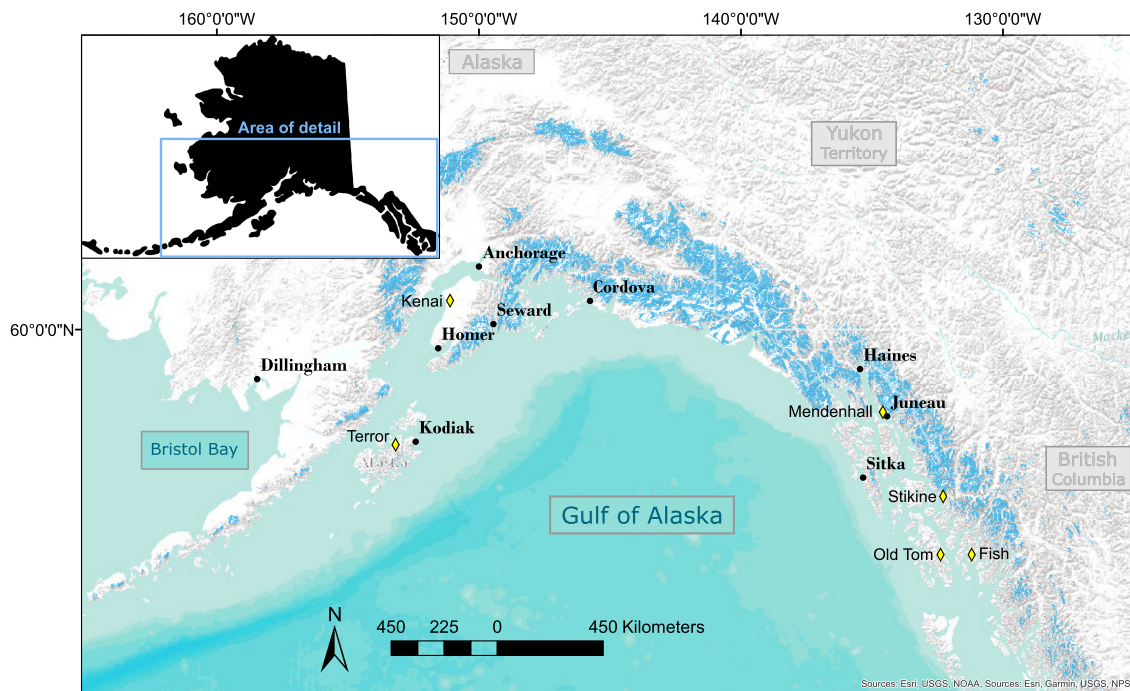 160°0'0"W
150°0'0"W
140°0'0"W
130°0'0"W
Alaska
Area of detail
Yukon
Territory
Anchorage
Kenai
Cordova
Seward
60°0'0"N
Homer
Macke
Dillingham
Haines
Mendenhall
Juneau
Terror
Kodiak
Bristol Bay
Alaska
Sitka
British
Columbia
Stikine
Gulf of Alaska
Old Tom
Fish
N
450 225 0 450 Kilometers
Sources: Esri, USGS, NOAA, Sources: Esri, Garmin, USGS, NPS